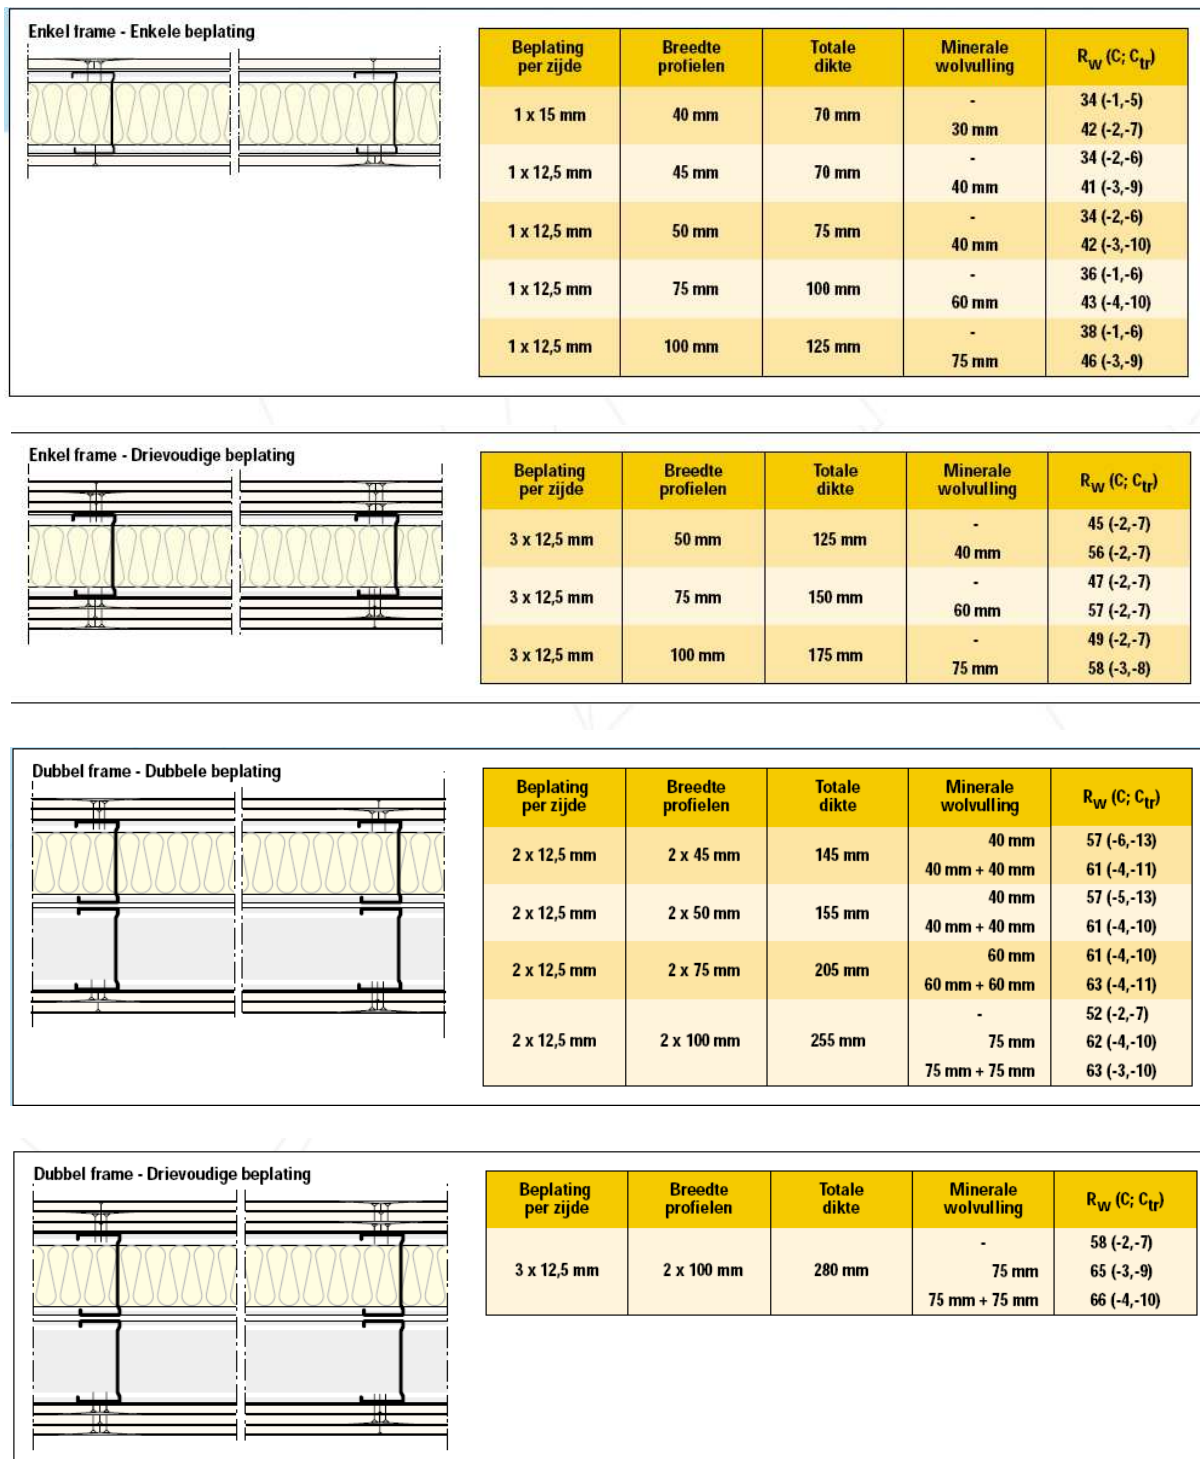 Enkel frame - Enkele beplating
Beplating per zijde Breedte profielen Totale dikte Minerale wolvulling Rw (C; Ctr)
1 x 15 mm 40 mm 70 mm - 34 (-1,-5)
30 mm 42 (-2,-7)
1 x 12,5 mm 45 mm 70 mm - 34 (-2,-6)
40 mm 41 (-3,-9)
1 x 12,5 mm 50 mm 75 mm - 34 (-2,-6)
40 mm 42 (-3,-10)
1 x 12,5 mm 75 mm 100 mm - 36 (-1,-6)
60 mm 43 (-4,-10)
1 x 12,5 mm 100 mm 125 mm - 38 (-1,-6)
75 mm 46 (-3,-9)
Enkel frame - Drievoudige beplating
Beplating per zijde Breedte profielen Totale dikte Minerale wolvulling Rw (C; Ctr)
3 x 12,5 mm 50 mm 125 mm - 45 (-2,-7)
40 mm 56 (-2,-7)
3 x 12,5 mm 75 mm 150 mm - 47 (-2,-7)
60 mm 57 (-2,-7)
3 x 12,5 mm 100 mm 175 mm - 49 (-2,-7)
75 mm 58 (-3,-8)
Dubbel frame - Dubbele beplating
Beplating per zijde Breedte profielen Totale dikte Minerale wolvulling Rw (C; Ctr)
2 x 12,5 mm 2 x 45 mm 145 mm 40 mm 57 (-6,-13)
40 mm + 40 mm 61 (-4,-11)
2 x 12,5 mm 2 x 50 mm 155 mm 40 mm 57 (-5,-13)
40 mm + 40 mm 61 (-4,-10)
2 x 12,5 mm 2 x 75 mm 205 mm 60 mm 61 (-4,-10)
60 mm + 60 mm 63 (-4,-11)
2 x 12,5 mm 2 x 100 mm 255 mm - 52 (-2,-7)
75 mm 62 (-4,-10)
75 mm + 75 mm 63 (-3,-10)
Dubbel frame - Drievoudige beplating
Beplating per zijde Breedte profielen Totale dikte Minerale wolvulling Rw (C; Ctr)
3 x 12,5 mm 2 x 100 mm 280 mm - 58 (-2,-7)
75 mm 65 (-3,-9)
75 mm + 75 mm 66 (-4,-10)